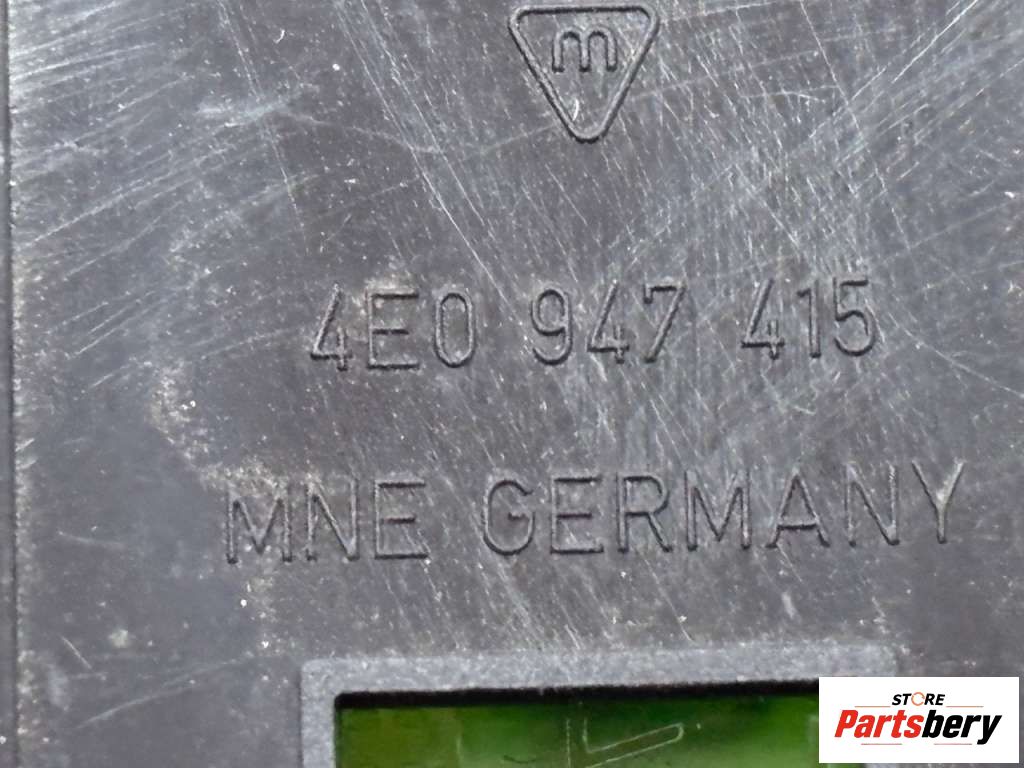 m
4E0 947 415
MNE GERMANY
STORE
Partsbery